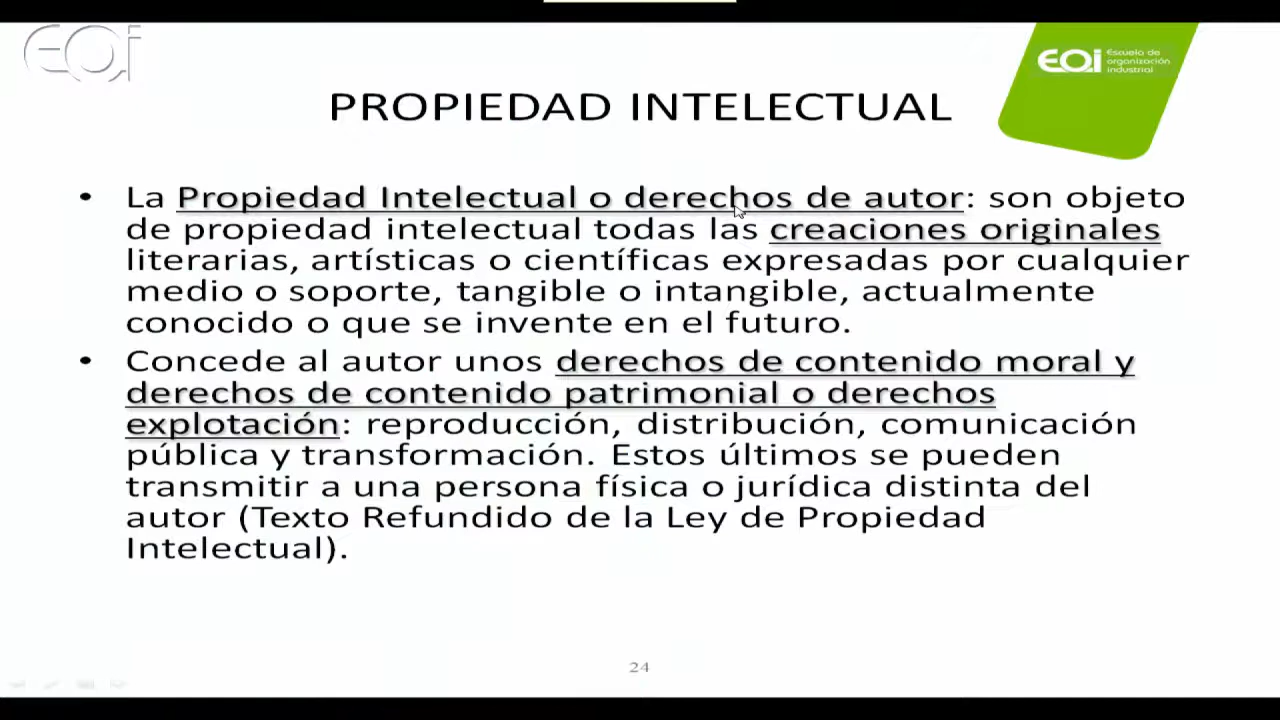 EOi
EOi Escuela de
organización
industrial
PROPIEDAD INTELECTUAL
• La Propiedad Intelectual o derechos de autor: son objeto
de propiedad intelectual todas las creaciones originales
literarias, artísticas o científicas expresadas por cualquier
medio o soporte, tangible o intangible, actualmente
conocido o que se invente en el futuro.
• Concede al autor unos derechos de contenido moral y
derechos de contenido patrimonial o derechos
explotación: reproducción, distribución, comunicación
pública y transformación. Estos últimos se pueden
transmitir a una persona física o jurídica distinta del
autor (Texto Refundido de la Ley de Propiedad
Intelectual).
24